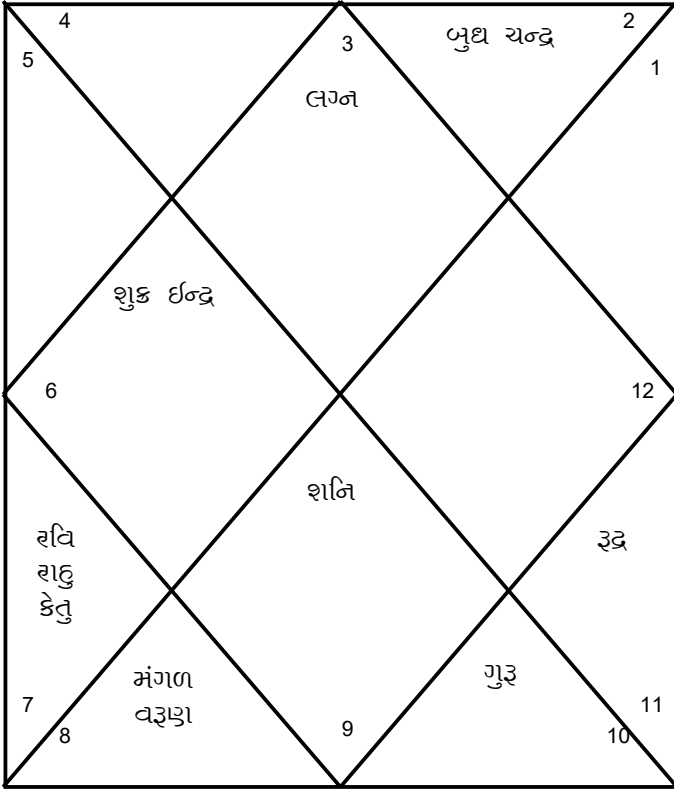 4
3
બુધ ચન્દ્ર
2
5
1
લગ્ન
શુક્ર ઈન્દ્ર
6
12
શનિ
રવિ
રાહુ
કેતુ
રૂદ્ર
મંગળ
વરૂણ
ગુરૂ
7
8
9
10
11